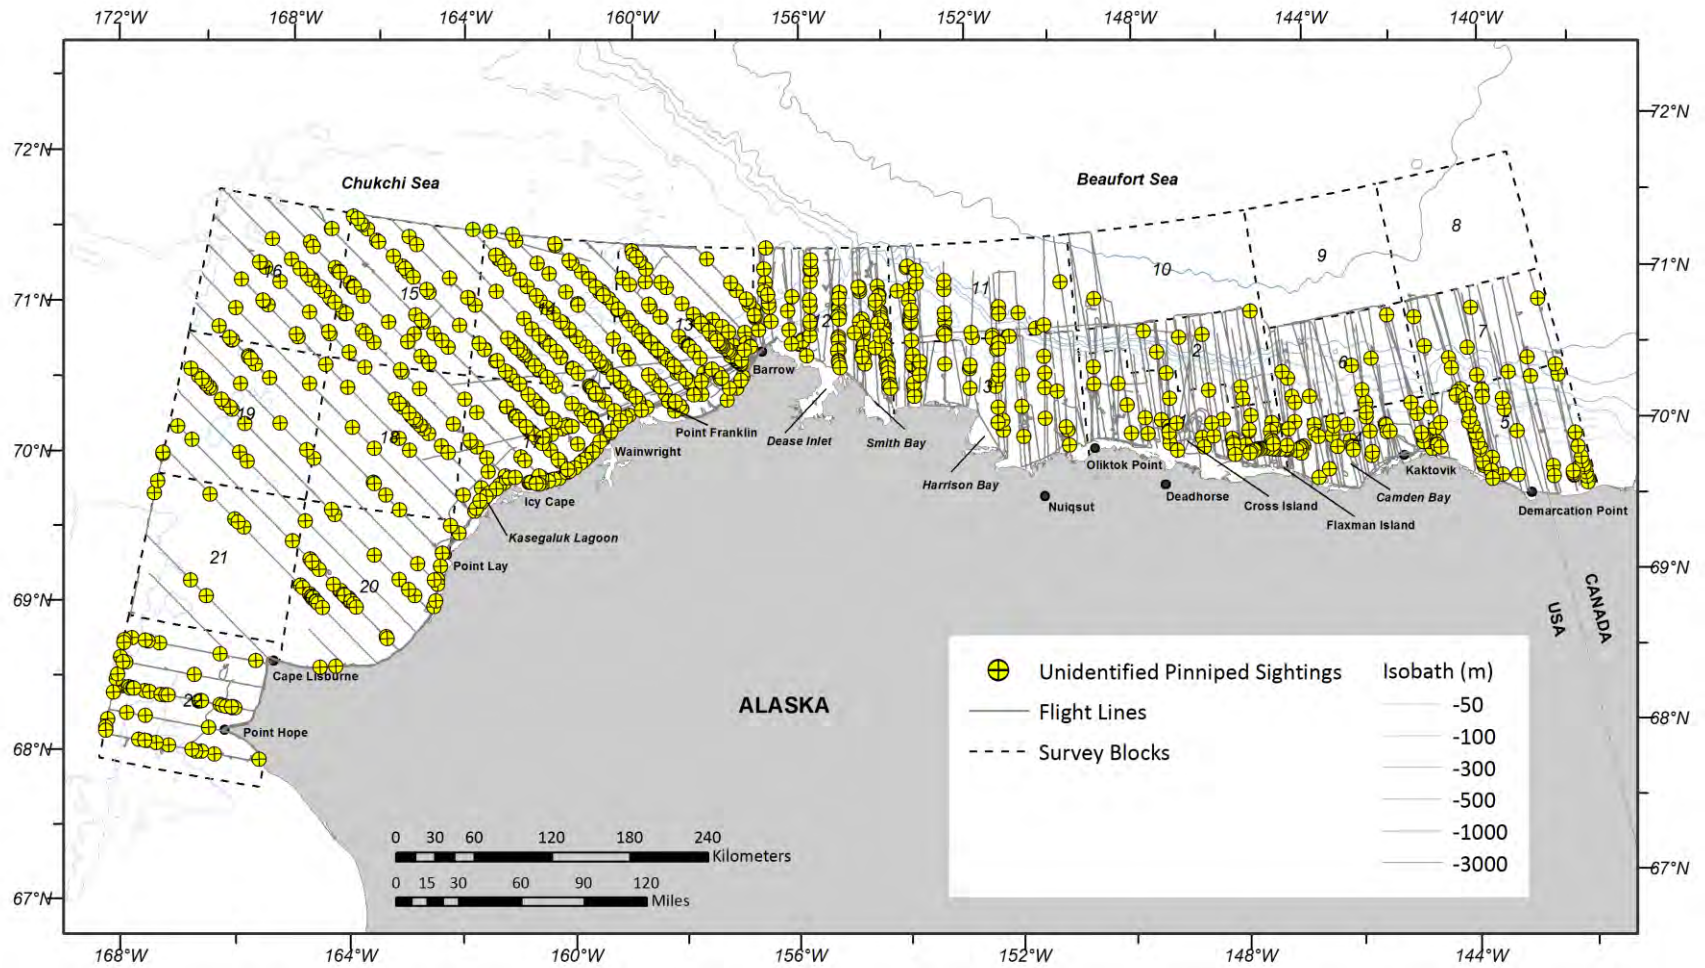 172°W 168°W 164°W 160°W 156°W 152°W 148°W 144°W 140°W
72°N
72°N
Chukchi Sea
Beaufort Sea
8
9
10
71°N
71°N
16
15
11
14
13
12
7
2
6
Barrow
3
70°N
70°N
19
18
17
Point Franklin
Dease Inlet
Smith Bay
1
4
5
Wainwright
Harrison Bay
Oliktok Point
Kaktovik
Icy Cape
Nuiqsut
Deadhorse
Cross Island
Camden Bay
Flaxman Island
Demarcation Point
Kasegaluk Lagoon
21
20
Point Lay
69°N
69°N
USA
CANADA
Cape Lisburne
22
Point Hope
ALASKA
68°N
68°N
67°N
67°N
Unidentified Pinniped Sightings
Flight Lines
Survey Blocks
Isobath (m)
-50
-100
-300
-500
-1000
-3000
0 30 60 120 180 240
Kilometers
0 15 30 60 90 120
Miles
168°W 164°W 160°W 156°W 152°W 148°W 144°W 140°W